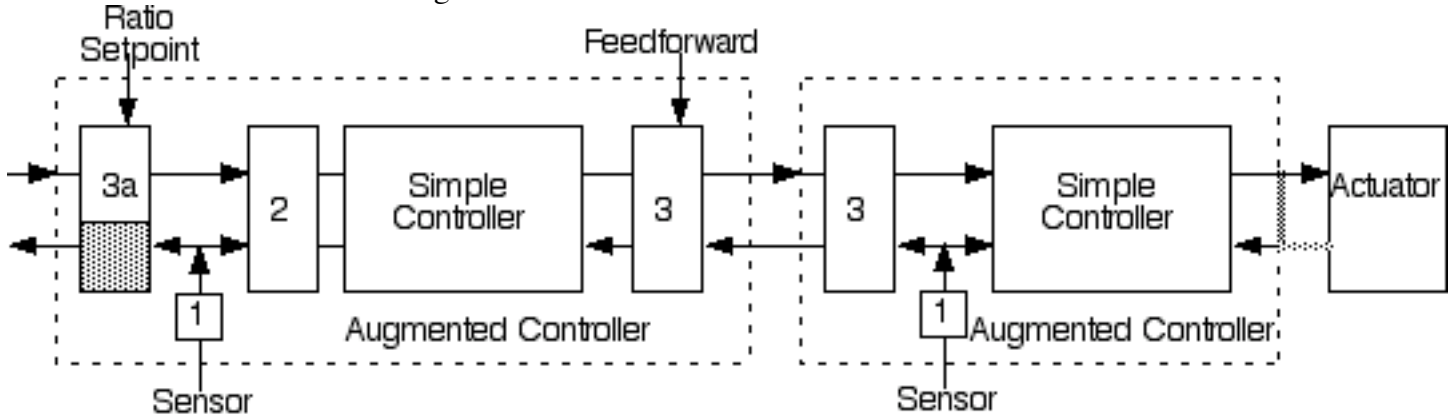 Ratio
Setpoint
Feedforward
3a
2
Simple
Controller
3
3
Simple
Controller
Actuator
1
Augmented Controller
1
Augmented Controller
Sensor
Sensor